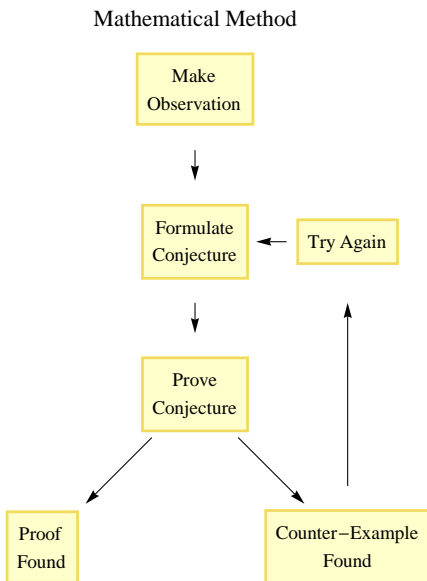 Mathematical Method
Make
Observation
Formulate
Conjecture
Try Again
Prove
Conjecture
Proof
Found
Counter−Example
Found